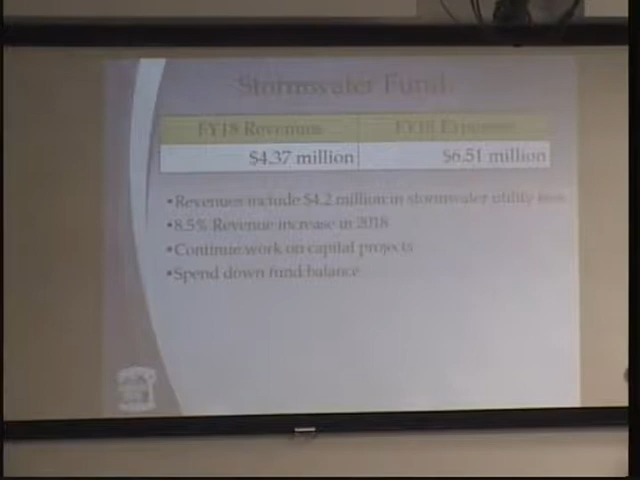 Stormwater Fund
FY18 Revenues FY18 Expenses
$4.37 million $6.51 million
•Revenues include $4.2 million in stormwater utility fees
•8.5% Revenue increase in 2018
•Continue work on capital projects
•Spend down fund balance